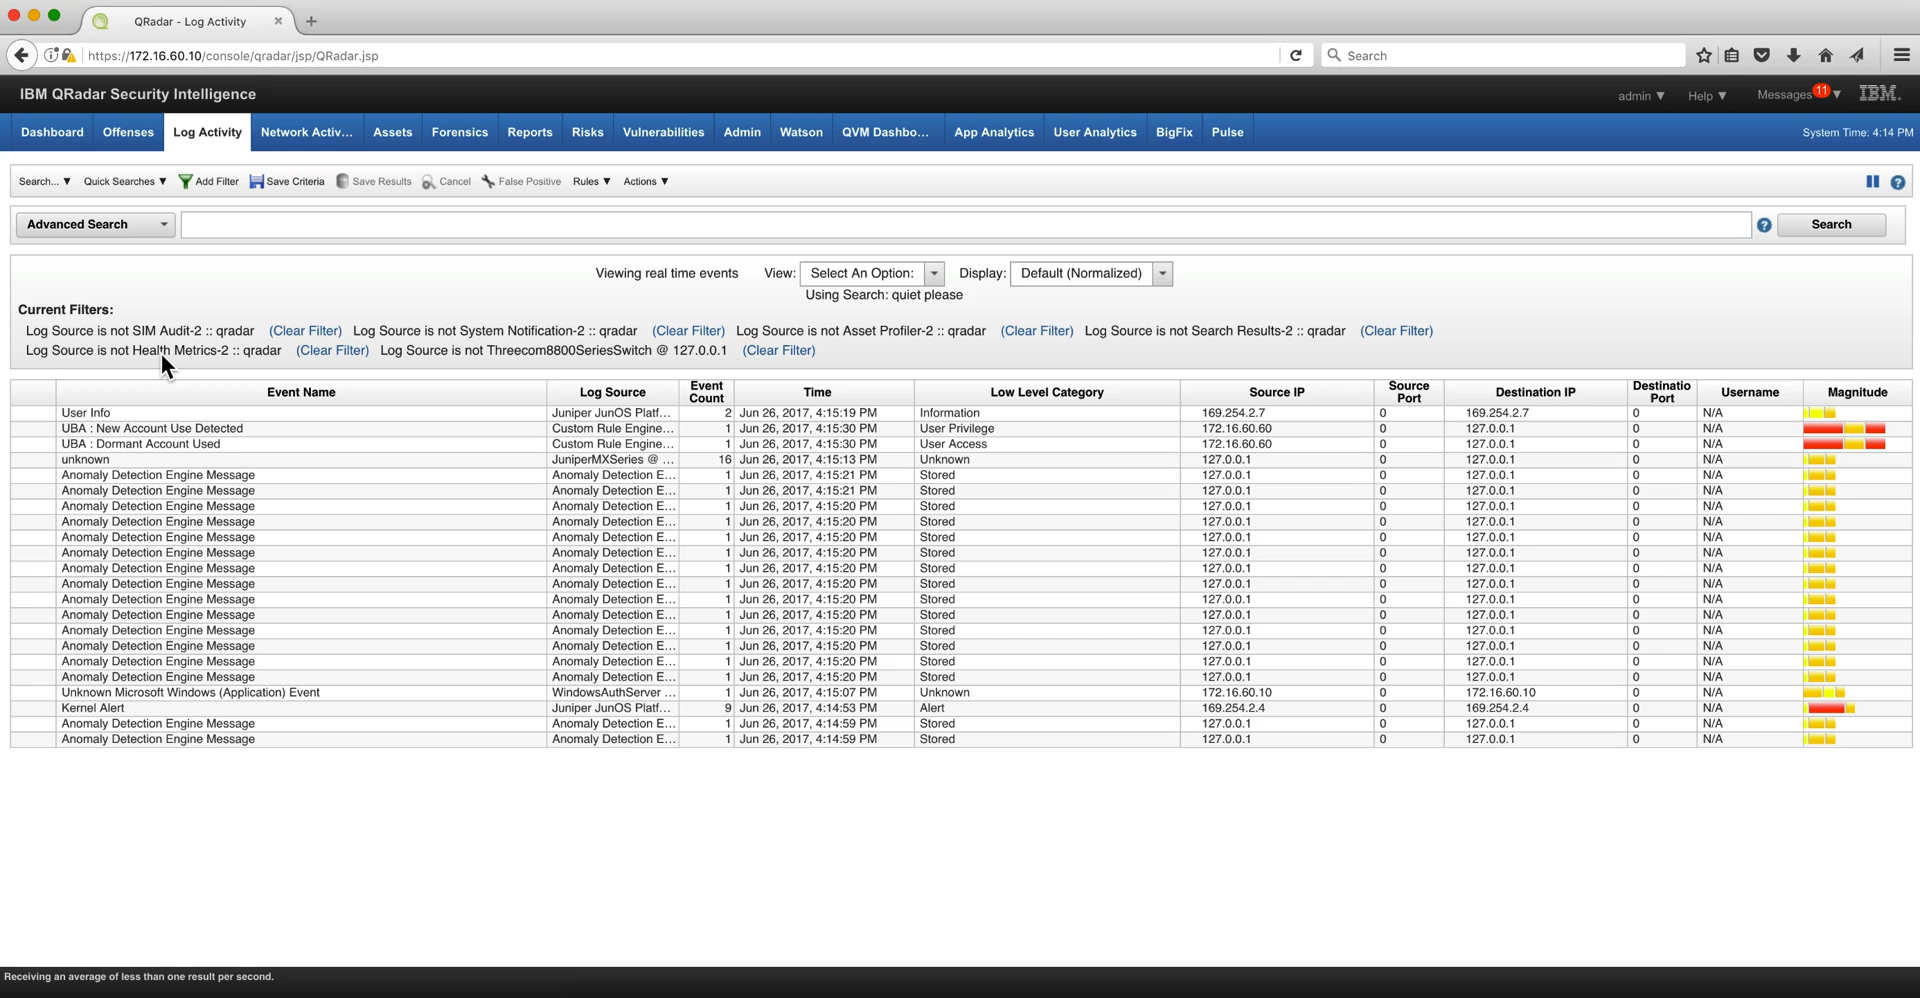 QRadar - Log Activity
https://172.16.60.10/console/qradar/jsp/QRadar.jsp
Search
IBM QRadar Security Intelligence
admin ▼ Help ▼ Messages 11 ▼ IBM.
Dashboard Offenses Log Activity Network Activ... Assets Forensics Reports Risks Vulnerabilities Admin Watson QVM Dashbo... App Analytics User Analytics BigFix Pulse System Time: 4:14 PM
Search... ▼ Quick Searches ▼ Add Filter Save Criteria Save Results Cancel False Positive Rules ▼ Actions ▼
Advanced Search Search
Viewing real time events View: Select An Option: Display: Default (Normalized)
Using Search: quiet please
Current Filters:
Log Source is not SIM Audit-2 :: qradar (Clear Filter) Log Source is not System Notification-2 :: qradar (Clear Filter) Log Source is not Asset Profiler-2 :: qradar (Clear Filter) Log Source is not Search Results-2 :: qradar (Clear Filter)
Log Source is not Health Metrics-2 :: qradar (Clear Filter) Log Source is not Threecom8800SeriesSwitch @ 127.0.0.1 (Clear Filter)
Event Name Log Source Event Count Time Low Level Category Source IP Source Port Destination IP Destinatio Port Username Magnitude
User Info Juniper JunOS Platf... 2 Jun 26, 2017, 4:15:19 PM Information 169.254.2.7 0 169.254.2.7 0 N/A
UBA : New Account Use Detected Custom Rule Engine... 1 Jun 26, 2017, 4:15:30 PM User Privilege 172.16.60.60 0 127.0.0.1 0 N/A
UBA : Dormant Account Used Custom Rule Engine... 1 Jun 26, 2017, 4:15:30 PM User Access 172.16.60.60 0 127.0.0.1 0 N/A
unknown JuniperMXSeries @ ... 16 Jun 26, 2017, 4:15:13 PM Unknown 127.0.0.1 0 127.0.0.1 0 N/A
Anomaly Detection Engine Message Anomaly Detection E... 1 Jun 26, 2017, 4:15:21 PM Stored 127.0.0.1 0 127.0.0.1 0 N/A
Anomaly Detection Engine Message Anomaly Detection E... 1 Jun 26, 2017, 4:15:21 PM Stored 127.0.0.1 0 127.0.0.1 0 N/A
Anomaly Detection Engine Message Anomaly Detection E... 1 Jun 26, 2017, 4:15:20 PM Stored 127.0.0.1 0 127.0.0.1 0 N/A
Anomaly Detection Engine Message Anomaly Detection E... 1 Jun 26, 2017, 4:15:20 PM Stored 127.0.0.1 0 127.0.0.1 0 N/A
Anomaly Detection Engine Message Anomaly Detection E... 1 Jun 26, 2017, 4:15:20 PM Stored 127.0.0.1 0 127.0.0.1 0 N/A
Anomaly Detection Engine Message Anomaly Detection E... 1 Jun 26, 2017, 4:15:20 PM Stored 127.0.0.1 0 127.0.0.1 0 N/A
Anomaly Detection Engine Message Anomaly Detection E... 1 Jun 26, 2017, 4:15:20 PM Stored 127.0.0.1 0 127.0.0.1 0 N/A
Anomaly Detection Engine Message Anomaly Detection E... 1 Jun 26, 2017, 4:15:20 PM Stored 127.0.0.1 0 127.0.0.1 0 N/A
Anomaly Detection Engine Message Anomaly Detection E... 1 Jun 26, 2017, 4:15:20 PM Stored 127.0.0.1 0 127.0.0.1 0 N/A
Anomaly Detection Engine Message Anomaly Detection E... 1 Jun 26, 2017, 4:15:20 PM Stored 127.0.0.1 0 127.0.0.1 0 N/A
Anomaly Detection Engine Message Anomaly Detection E... 1 Jun 26, 2017, 4:15:20 PM Stored 127.0.0.1 0 127.0.0.1 0 N/A
Anomaly Detection Engine Message Anomaly Detection E... 1 Jun 26, 2017, 4:15:20 PM Stored 127.0.0.1 0 127.0.0.1 0 N/A
Anomaly Detection Engine Message Anomaly Detection E... 1 Jun 26, 2017, 4:15:20 PM Stored 127.0.0.1 0 127.0.0.1 0 N/A
Anomaly Detection Engine Message Anomaly Detection E... 1 Jun 26, 2017, 4:15:20 PM Stored 127.0.0.1 0 127.0.0.1 0 N/A
Unknown Microsoft Windows (Application) Event WindowsAuthServer ... 1 Jun 26, 2017, 4:15:07 PM Unknown 172.16.60.10 0 172.16.60.10 0 N/A
Kernel Alert Juniper JunOS Platf... 9 Jun 26, 2017, 4:14:53 PM Alert 169.254.2.4 0 169.254.2.4 0 N/A
Anomaly Detection Engine Message Anomaly Detection E... 1 Jun 26, 2017, 4:14:59 PM Stored 127.0.0.1 0 127.0.0.1 0 N/A
Anomaly Detection Engine Message Anomaly Detection E... 1 Jun 26, 2017, 4:14:59 PM Stored 127.0.0.1 0 127.0.0.1 0 N/A
Receiving an average of less than one result per second.